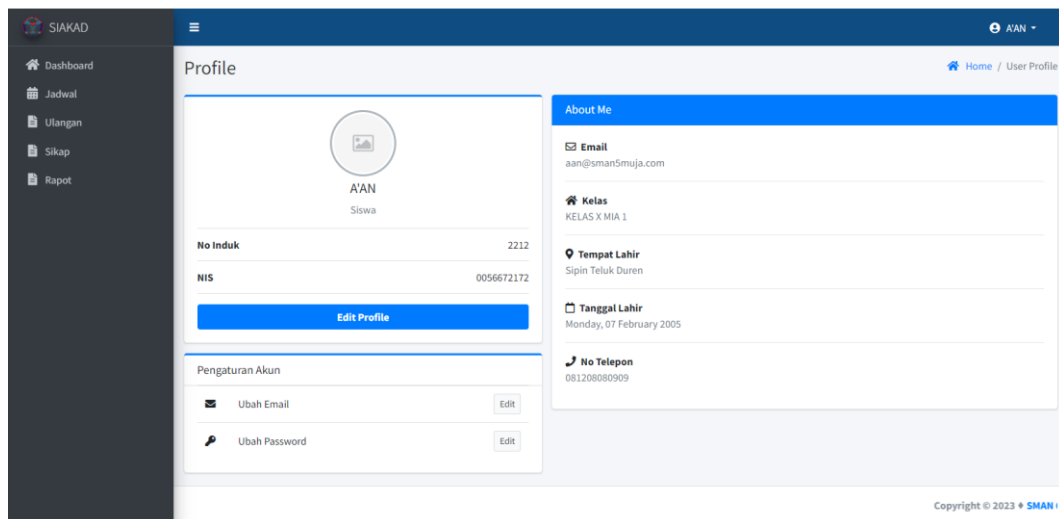 SIAKAD
A'AN
Dashboard
Jadwal
Ulangan
Sikap
Rapot
Profile
Home / User Profile
A'AN
Siswa
No Induk 2212
NIS 0056672172
Edit Profile
Pengaturan Akun
Ubah Email Edit
Ubah Password Edit
About Me
Email
aan@sman5muja.com
Kelas
KELAS X MIA 1
Tempat Lahir
Sipin Teluk Duren
Tanggal Lahir
Monday, 07 February 2005
No Telepon
081208080909
Copyright © 2023 ♦ SMAN